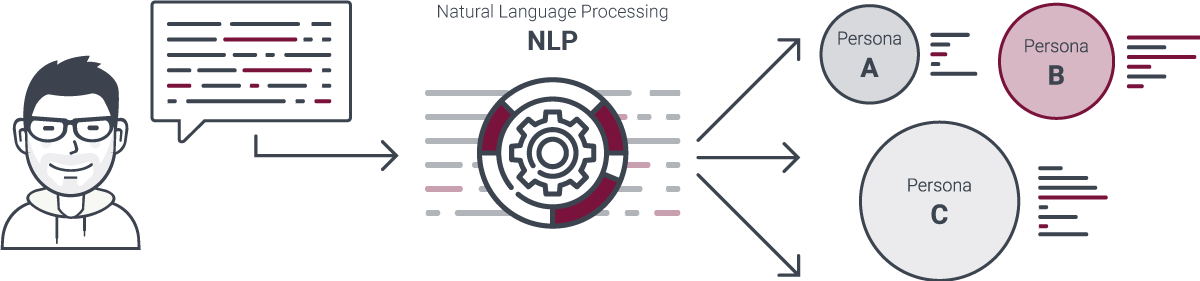 Natural Language Processing
NLP
Persona
A
Persona
B
Persona
C